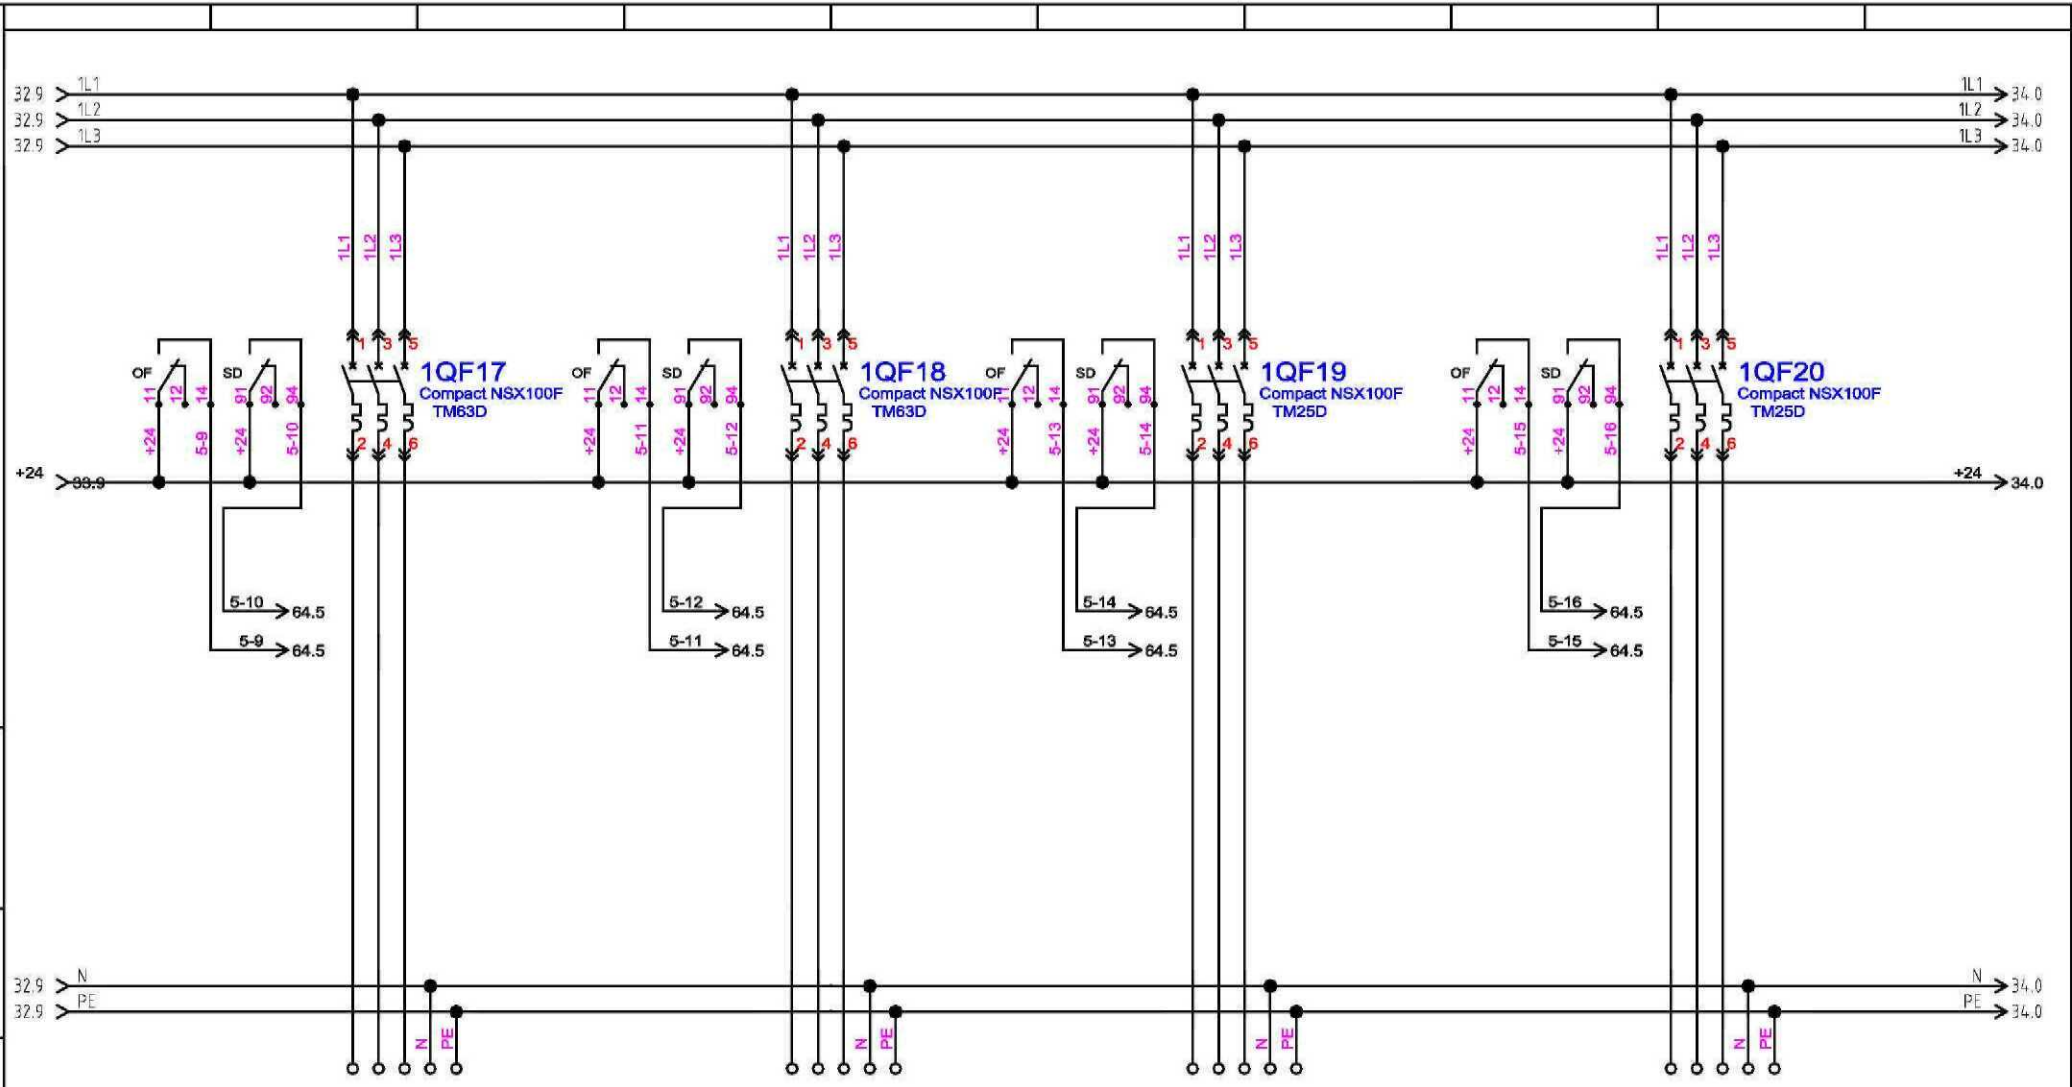 32.9 1L1 1L1 34.0
32.9 1L2 1L2 34.0
32.9 1L3 1L3 34.0
1L1 1L2 1L3 1L1 1L2 1L3 1L1 1L2 1L3 1L1 1L2 1L3
1 3 5 1 3 5 1 3 5 1 3 5
OF 11 12 14 SD 91 92 94 1QF17 OF 11 12 14 SD 91 92 94 1QF18 OF 11 12 14 SD 91 92 94 1QF19 OF 11 12 14 SD 91 92 94 1QF20
Compact NSX100F Compact NSX100F Compact NSX100F Compact NSX100F
TM63D TM63D TM25D TM25D
+24 5-9 +24 5-10 2 4 6 +24 5-11 +24 5-12 2 4 6 +24 5-13 +24 5-14 2 4 6 +24 5-15 +24 5-16 2 4 6
+24 33.9 +24 34.0
5-10 64.5 5-12 64.5 5-14 64.5 5-16 64.5
5-9 64.5 5-11 64.5 5-13 64.5 5-15 64.5
32.9 N N 34.0
32.9 PE PE 34.0
N PE N PE N PE N PE